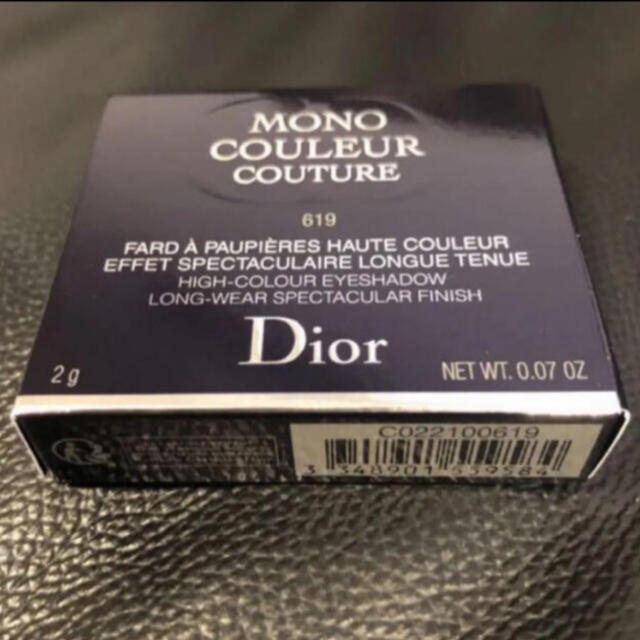 MONO
COULEUR
COUTURE
619
FARD À PAUPIÈRES HAUTE COULEUR
EFFET SPECTACULAIRE LONGUE TENUE
HIGH-COLOUR EYESHADOW
LONG-WEAR SPECTACULAR FINISH
Dior
2 g
NET WT. 0.07 OZ
C022100619